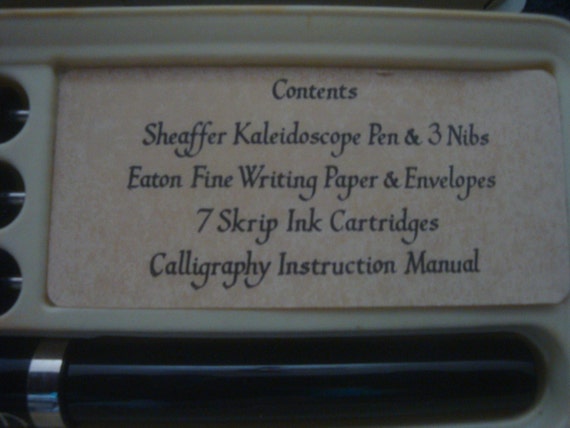 Contents
Sheaffer Kaleidoscope Pen & 3 Nibs
Eaton Fine Writing Paper & Envelopes
7 Skrip Ink Cartridges
Calligraphy Instruction Manual